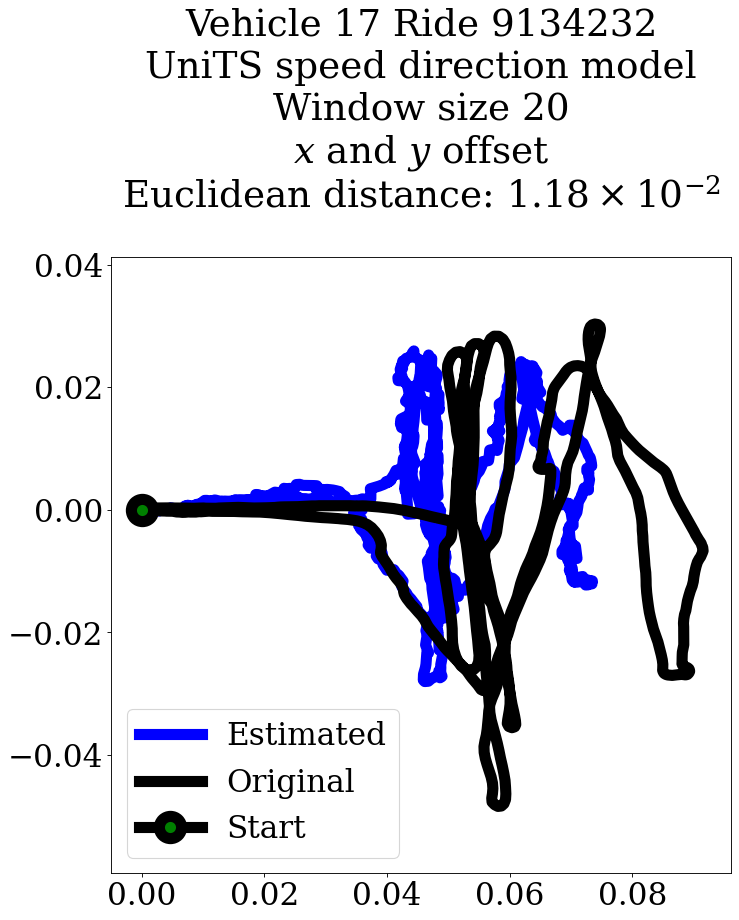 Vehicle 17 Ride 9134232
UniTS speed direction model
Window size 20
x and y offset
Euclidean distance: 1.18 × 10⁻²
0.04
0.02
0.00
−0.02
−0.04
Estimated
Original
Start
0.00 0.02 0.04 0.06 0.08